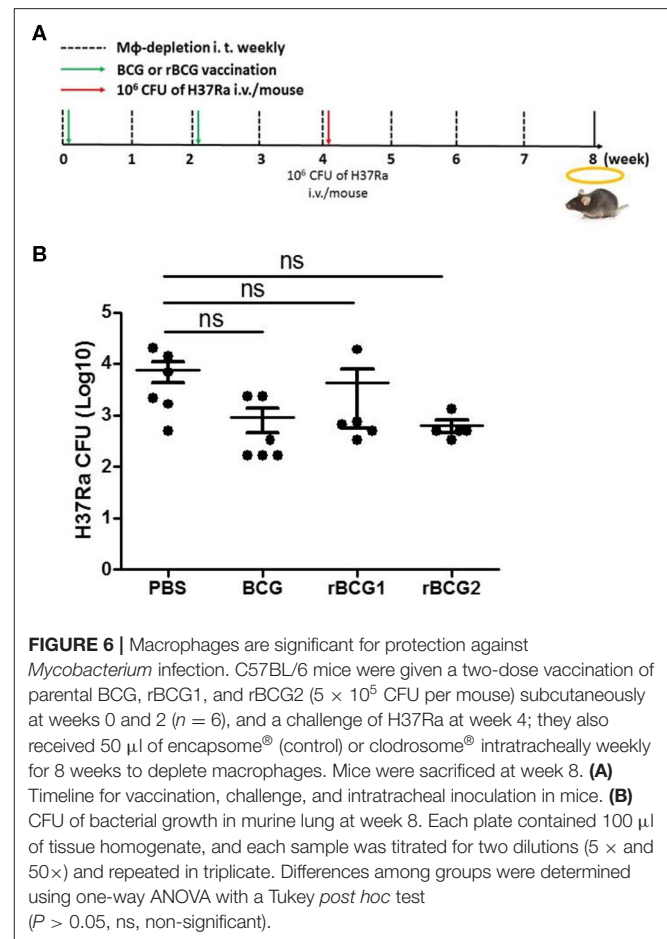 A
Mϕ-depletion i. t. weekly
BCG or rBCG vaccination
10⁶ CFU of H37Ra i.v./mouse
0 1 2 3 4 5 6 7 8 (week)
10⁶ CFU of H37Ra
i.v./mouse
B
ns
ns
ns
H37Ra CFU (Log10)
5
4
3
2
1
0
PBS BCG rBCG1 rBCG2
FIGURE 6 | Macrophages are significant for protection against
Mycobacterium infection. C57BL/6 mice were given a two-dose vaccination of
parental BCG, rBCG1, and rBCG2 (5 × 10⁵ CFU per mouse) subcutaneously
at weeks 0 and 2 (n = 6), and a challenge of H37Ra at week 4; they also
received 50 μl of encapsome® (control) or clodrosome® intratracheally weekly
for 8 weeks to deplete macrophages. Mice were sacrificed at week 8. (A)
Timeline for vaccination, challenge, and intratracheal inoculation in mice. (B)
CFU of bacterial growth in murine lung at week 8. Each plate contained 100 μl
of tissue homogenate, and each sample was titrated for two dilutions (5 × and
50×) and repeated in triplicate. Differences among groups were determined
using one-way ANOVA with a Tukey post hoc test
(P > 0.05, ns, non-significant).